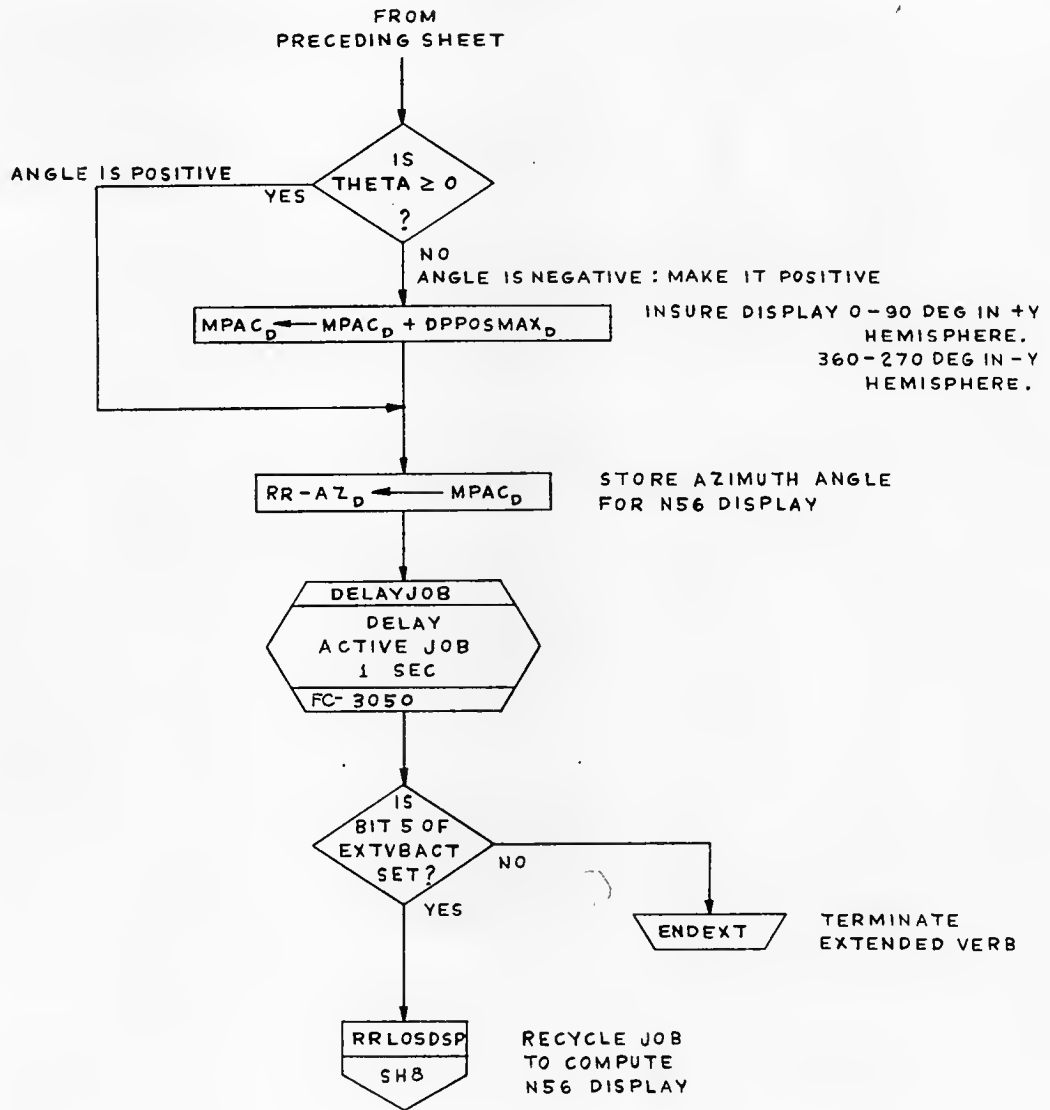 FROM
PRECEDING SHEET
IS
THETA ≥ 0
?
ANGLE IS POSITIVE
YES
NO
ANGLE IS NEGATIVE : MAKE IT POSITIVE
MPAC_D ← MPAC_D + DPPOSMAX_D
INSURE DISPLAY 0-90 DEG IN +Y
HEMISPHERE.
360-270 DEG IN -Y
HEMISPHERE.
RR-AZ_D ← MPAC_D
STORE AZIMUTH ANGLE
FOR N56 DISPLAY
DELAYJOB
DELAY
ACTIVE JOB
1 SEC
FC- 3050
IS
BIT 5 OF
EXTVBACT
SET?
NO
YES
ENDEXT
TERMINATE
EXTENDED VERB
RRLOSDSP
SH8
RECYCLE JOB
TO COMPUTE
N56 DISPLAY